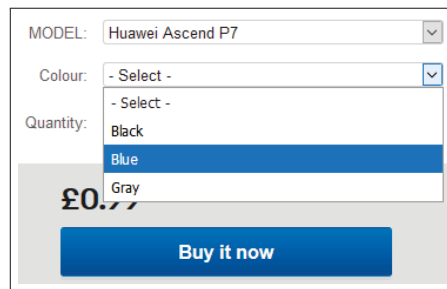 MODEL: Huawei Ascend P7
Colour: - Select -
- Select -
Quantity:
Black
Blue
Gray
Buy it now